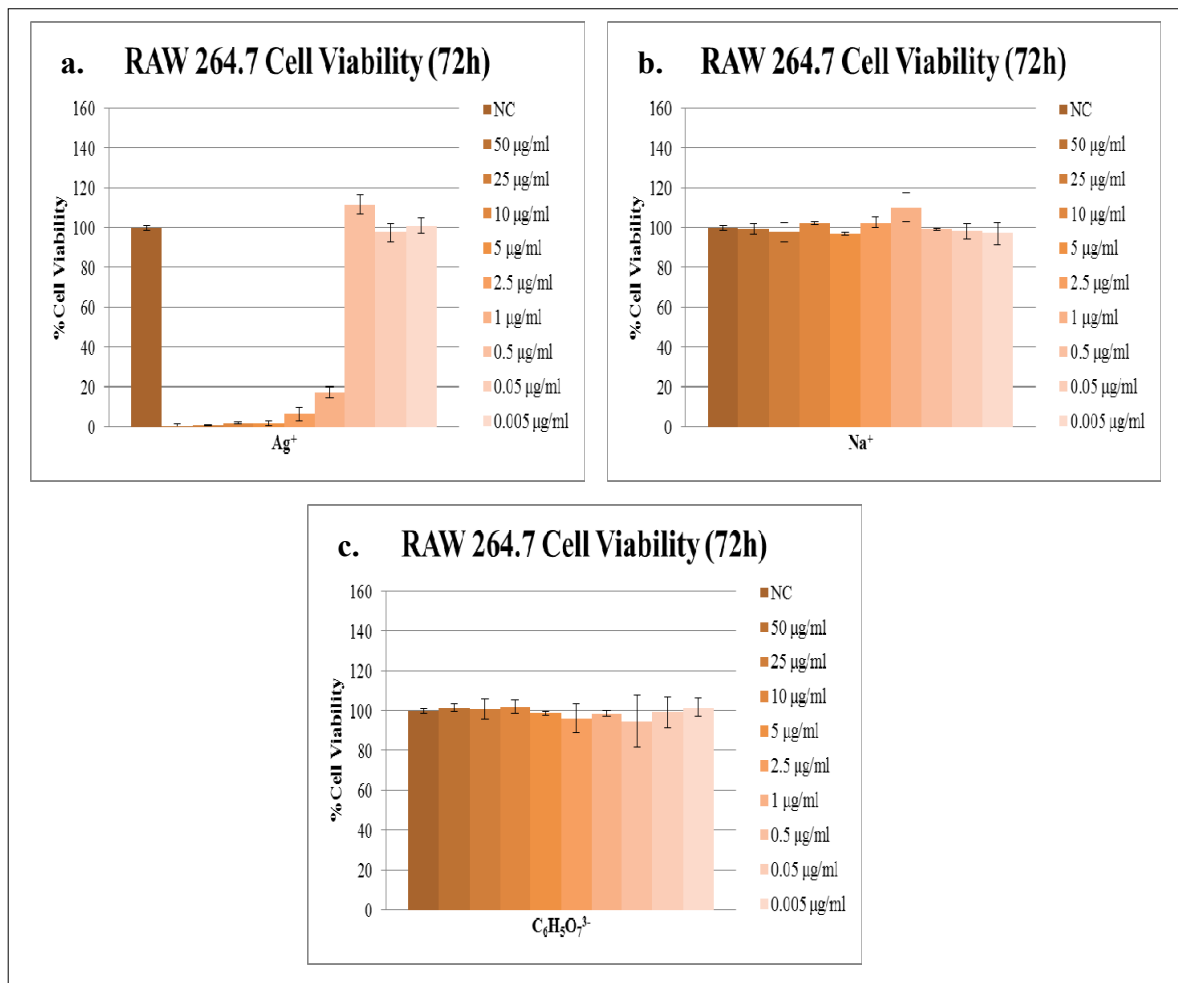 a. RAW 264.7 Cell Viability (72h)
160
140
120
100
80
60
40
20
0
%Cell Viability
Ag⁺
NC
50 µg/ml
25 µg/ml
10 µg/ml
5 µg/ml
2.5 µg/ml
1 µg/ml
0.5 µg/ml
0.05 µg/ml
0.005 µg/ml
b. RAW 264.7 Cell Viability (72h)
160
140
120
100
80
60
40
20
0
%Cell Viability
Na⁺
NC
50 µg/ml
25 µg/ml
10 µg/ml
5 µg/ml
2.5 µg/ml
1 µg/ml
0.5 µg/ml
0.05 µg/ml
0.005 µg/ml
c. RAW 264.7 Cell Viability (72h)
160
140
120
100
80
60
40
20
0
%Cell Viability
C₆H₅O₇³⁻
NC
50 µg/ml
25 µg/ml
10 µg/ml
5 µg/ml
2.5 µg/ml
1 µg/ml
0.5 µg/ml
0.05 µg/ml
0.005 µg/ml